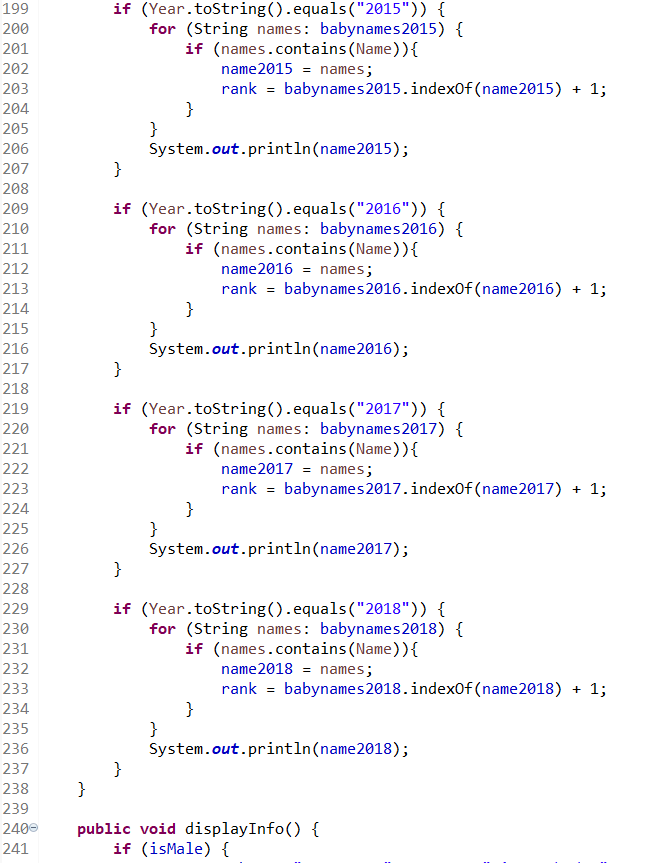 199 if (Year.toString().equals("2015")) {
200 for (String names: babynames2015) {
201 if (names.contains(Name)){
202 name2015 = names;
203 rank = babynames2015.indexOf(name2015) + 1;
204 }
205 }
206 System.out.println(name2015);
207 }
208
209 if (Year.toString().equals("2016")) {
210 for (String names: babynames2016) {
211 if (names.contains(Name)){
212 name2016 = names;
213 rank = babynames2016.indexOf(name2016) + 1;
214 }
215 }
216 System.out.println(name2016);
217 }
218
219 if (Year.toString().equals("2017")) {
220 for (String names: babynames2017) {
221 if (names.contains(Name)){
222 name2017 = names;
223 rank = babynames2017.indexOf(name2017) + 1;
224 }
225 }
226 System.out.println(name2017);
227 }
228
229 if (Year.toString().equals("2018")) {
230 for (String names: babynames2018) {
231 if (names.contains(Name)){
232 name2018 = names;
233 rank = babynames2018.indexOf(name2018) + 1;
234 }
235 }
236 System.out.println(name2018);
237 }
238 }
239
240 public void displayInfo() {
241 if (isMale) {